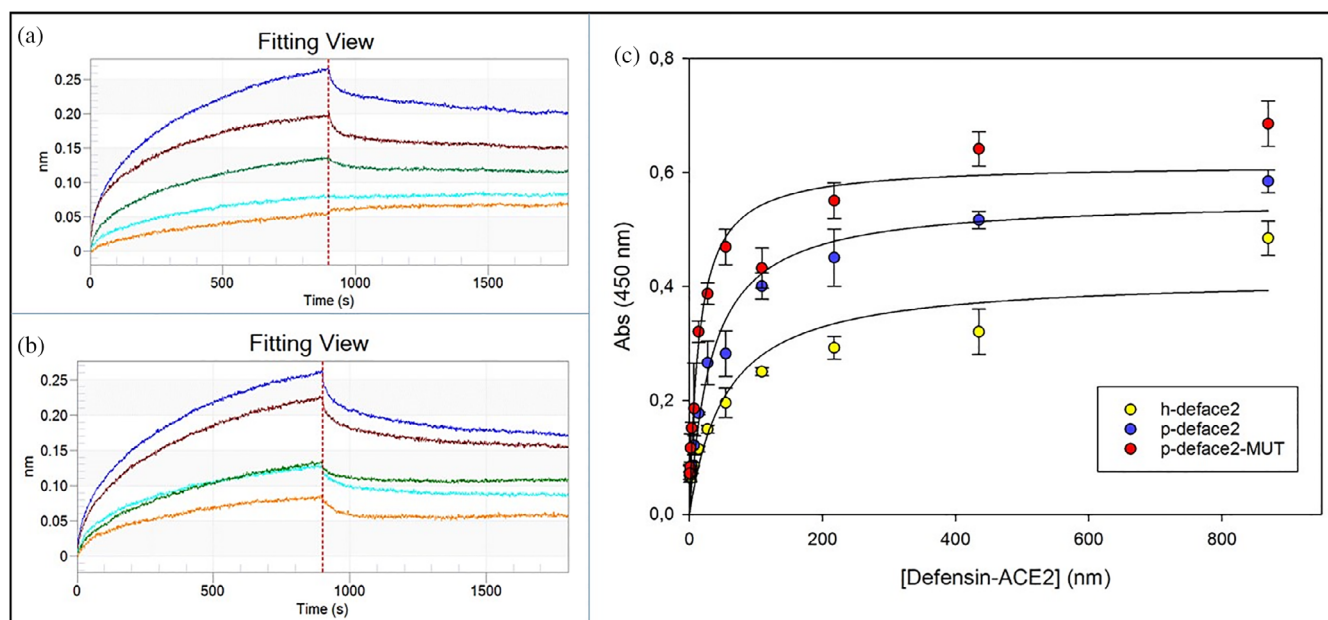 (a)
Fitting View
nm
0.25
0.20
0.15
0.10
0.05
0
0
500
1000
1500
Time (s)
(b)
Fitting View
nm
0.25
0.20
0.15
0.10
0.05
0
0
500
1000
1500
Time (s)
(c)
Abs (450 nm)
0,8
0,6
0,4
0,2
0,0
0
200
400
600
800
[Defensin-ACE2] (nm)
h-deface2
p-deface2
p-deface2-MUT